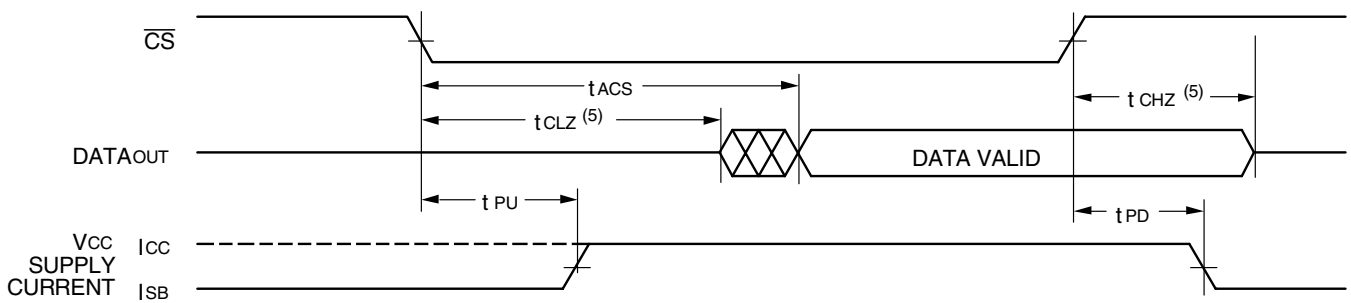 CS
tACS
tCLZ (5)
tCHZ (5)
DATAOUT
DATA VALID
tPU
tPD
VCC SUPPLY CURRENT
ICC
ISB